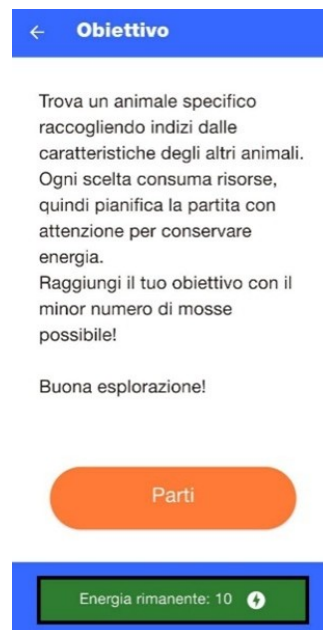 Obiettivo
Trova un animale specifico
raccogliendo indizi dalle
caratteristiche degli altri animali.
Ogni scelta consuma risorse,
quindi pianifica la partita con
attenzione per conservare
energia.
Raggiungi il tuo obiettivo con il
minor numero di mosse
possibile!
Buona esplorazione!
Parti
Energia rimanente: 10